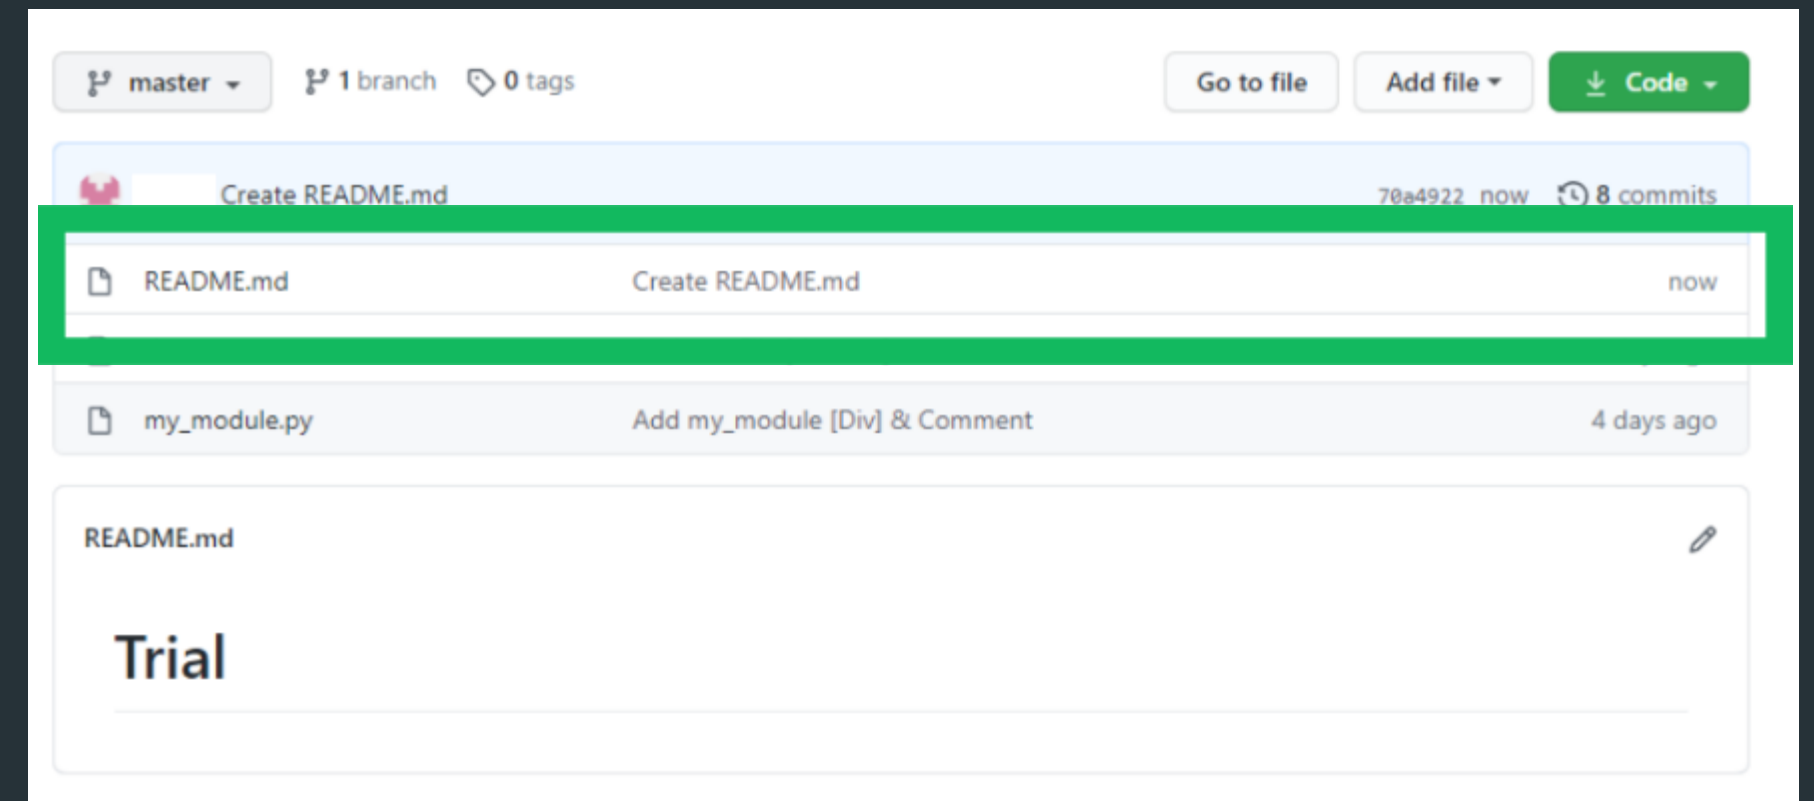 master 1 branch 0 tags Go to file Add file Code
Create README.md 70a4922 now 8 commits
README.md Create README.md now
my_module.py Add my_module [Div] & Comment 4 days ago
README.md
Trial